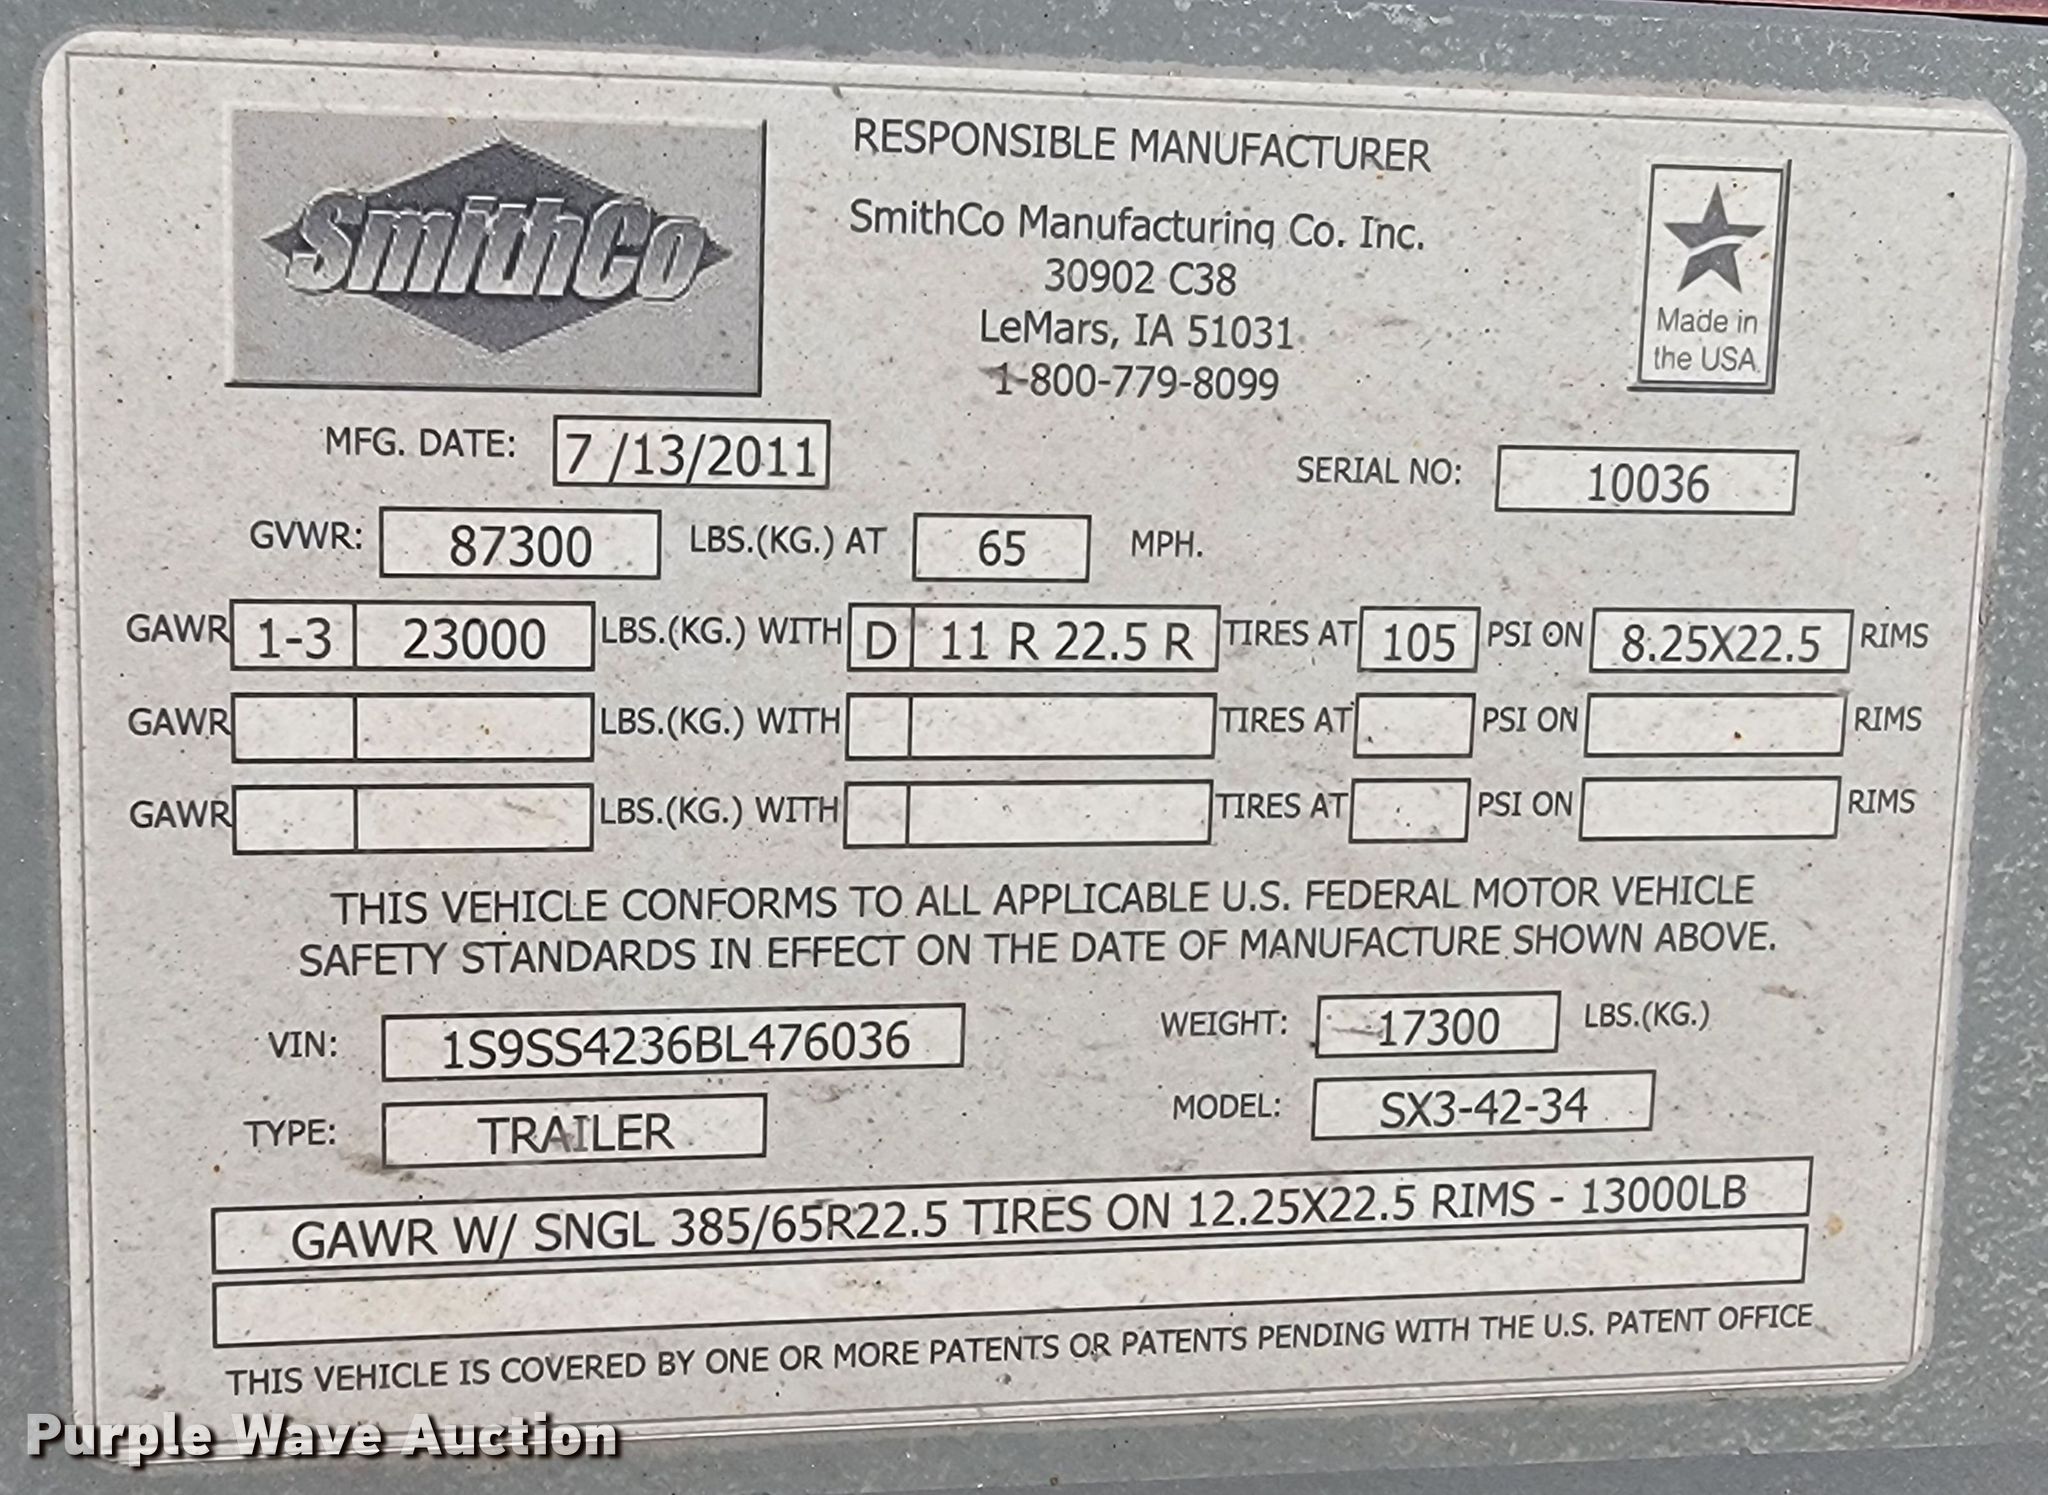 SmithCo
RESPONSIBLE MANUFACTURER
SmithCo Manufacturing Co. Inc.
30902 C38
LeMars, IA 51031
1-800-779-8099
Made in
the USA
MFG. DATE: 7 /13/2011
SERIAL NO: 10036
GVWR: 87300 LBS.(KG.) AT 65 MPH.
GAWR 1-3 23000 LBS.(KG.) WITH D 11 R 22.5 R TIRES AT 105 PSI ON 8.25X22.5 RIMS
GAWR LBS.(KG.) WITH TIRES AT PSI ON RIMS
GAWR LBS.(KG.) WITH TIRES AT PSI ON RIMS
THIS VEHICLE CONFORMS TO ALL APPLICABLE U.S. FEDERAL MOTOR VEHICLE
SAFETY STANDARDS IN EFFECT ON THE DATE OF MANUFACTURE SHOWN ABOVE.
VIN: 1S9SS4236BL476036
WEIGHT: 17300 LBS.(KG.)
TYPE: TRAILER
MODEL: SX3-42-34
GAWR W/ SNGL 385/65R22.5 TIRES ON 12.25X22.5 RIMS - 13000LB
THIS VEHICLE IS COVERED BY ONE OR MORE PATENTS OR PATENTS PENDING WITH THE U.S. PATENT OFFICE
Purple Wave Auction